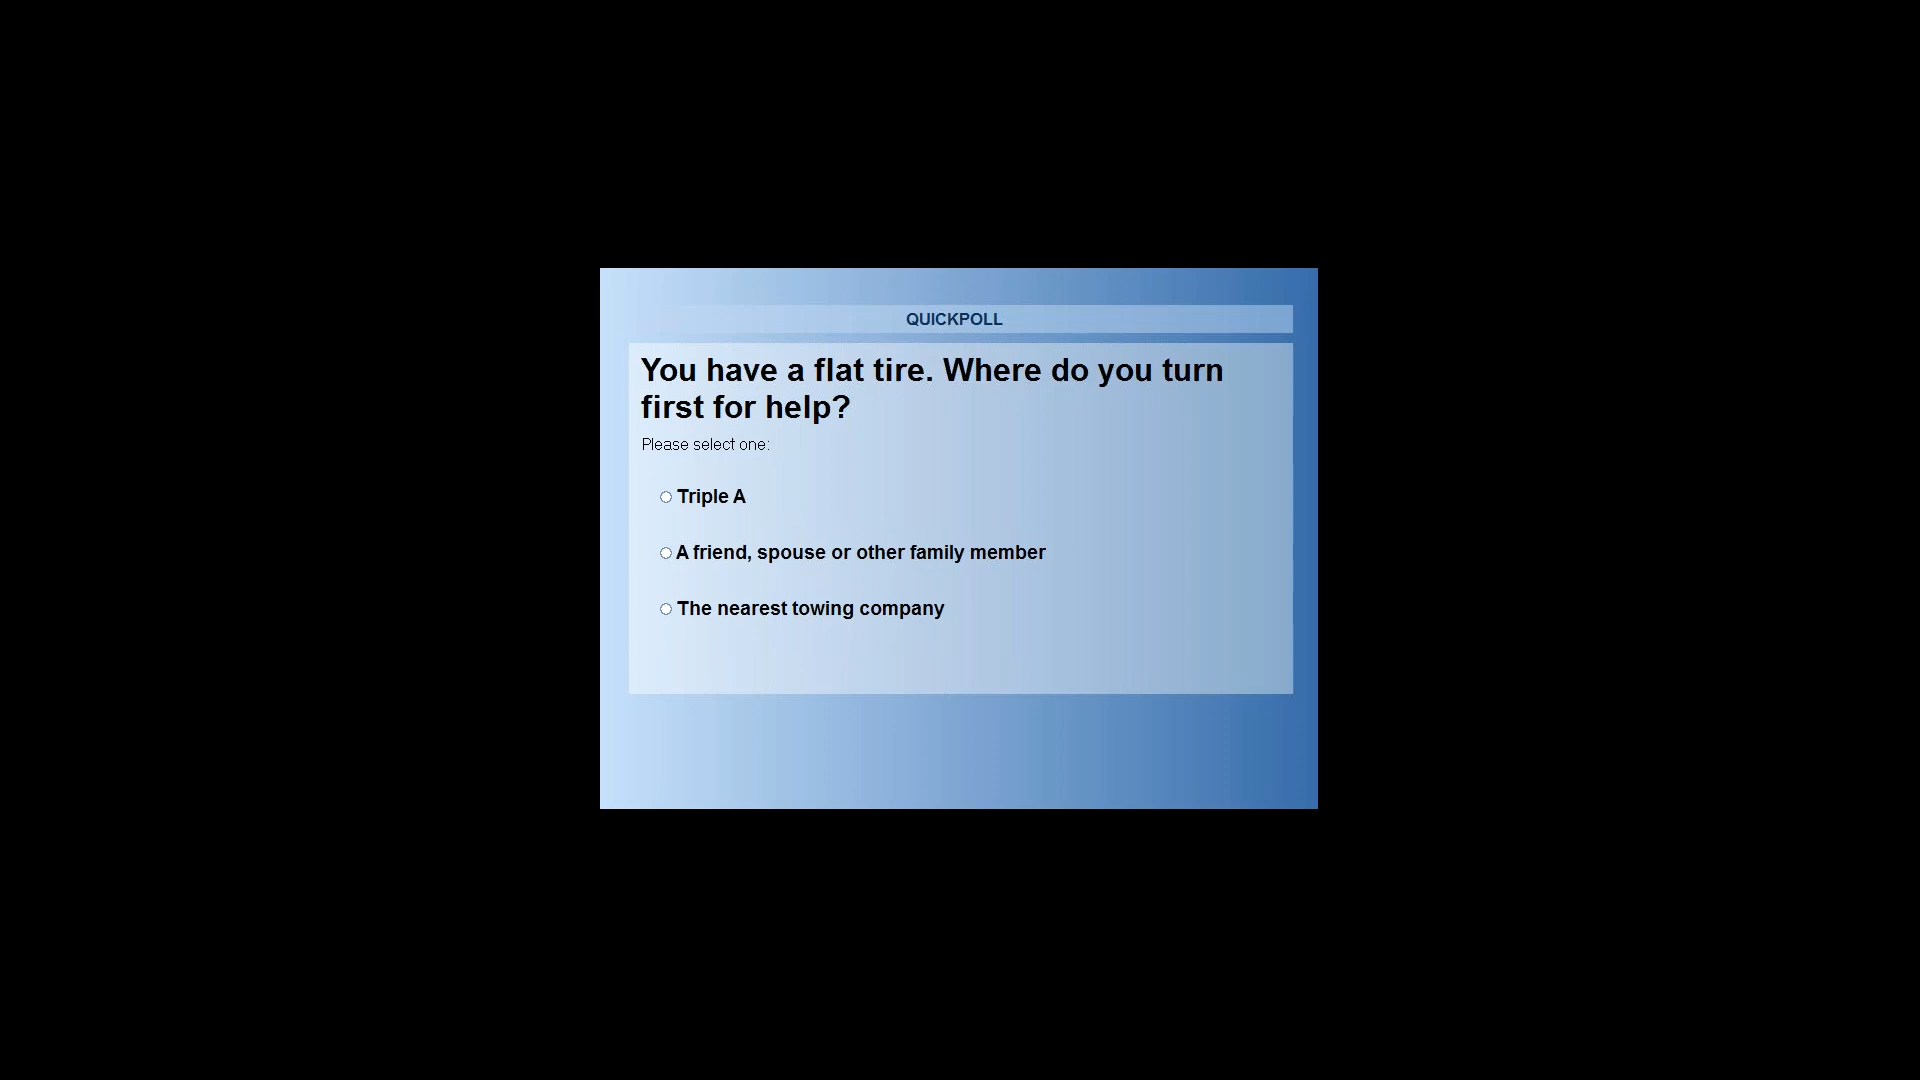 QUICKPOLL
You have a flat tire. Where do you turn
first for help?
Please select one:
Triple A
A friend, spouse or other family member
The nearest towing company